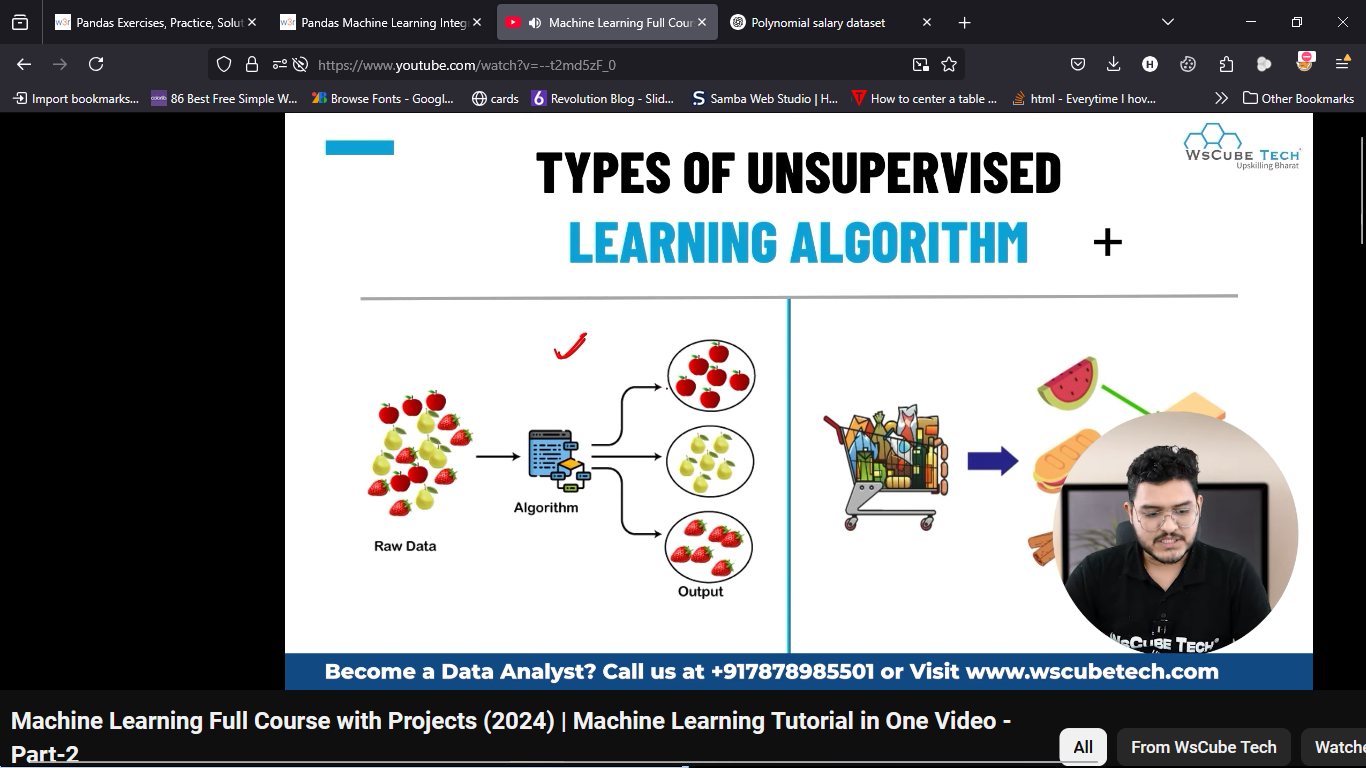 Pandas Exercises, Practice, Solut
Pandas Machine Learning Integ
Machine Learning Full Cour
Polynomial salary dataset
https://www.youtube.com/watch?v=--t2md5zF_0
Import bookmarks...
86 Best Free Simple W...
Browse Fonts - Googl...
cards
Revolution Blog - Slid...
Samba Web Studio | H...
How to center a table ...
html - Everytime I hov...
Other Bookmarks
WsCube Tech
Upskilling Bharat
TYPES OF UNSUPERVISED
LEARNING ALGORITHM
Raw Data
Algorithm
Output
WsCube Tech
Become a Data Analyst? Call us at +917878985501 or Visit www.wscubetech.com
Machine Learning Full Course with Projects (2024) | Machine Learning Tutorial in One Video -
Part-2
All
From WsCube Tech
Watche